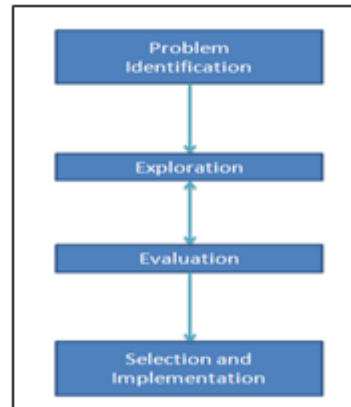 Problem
Identification
Exploration
Evaluation
Selection and
Implementation